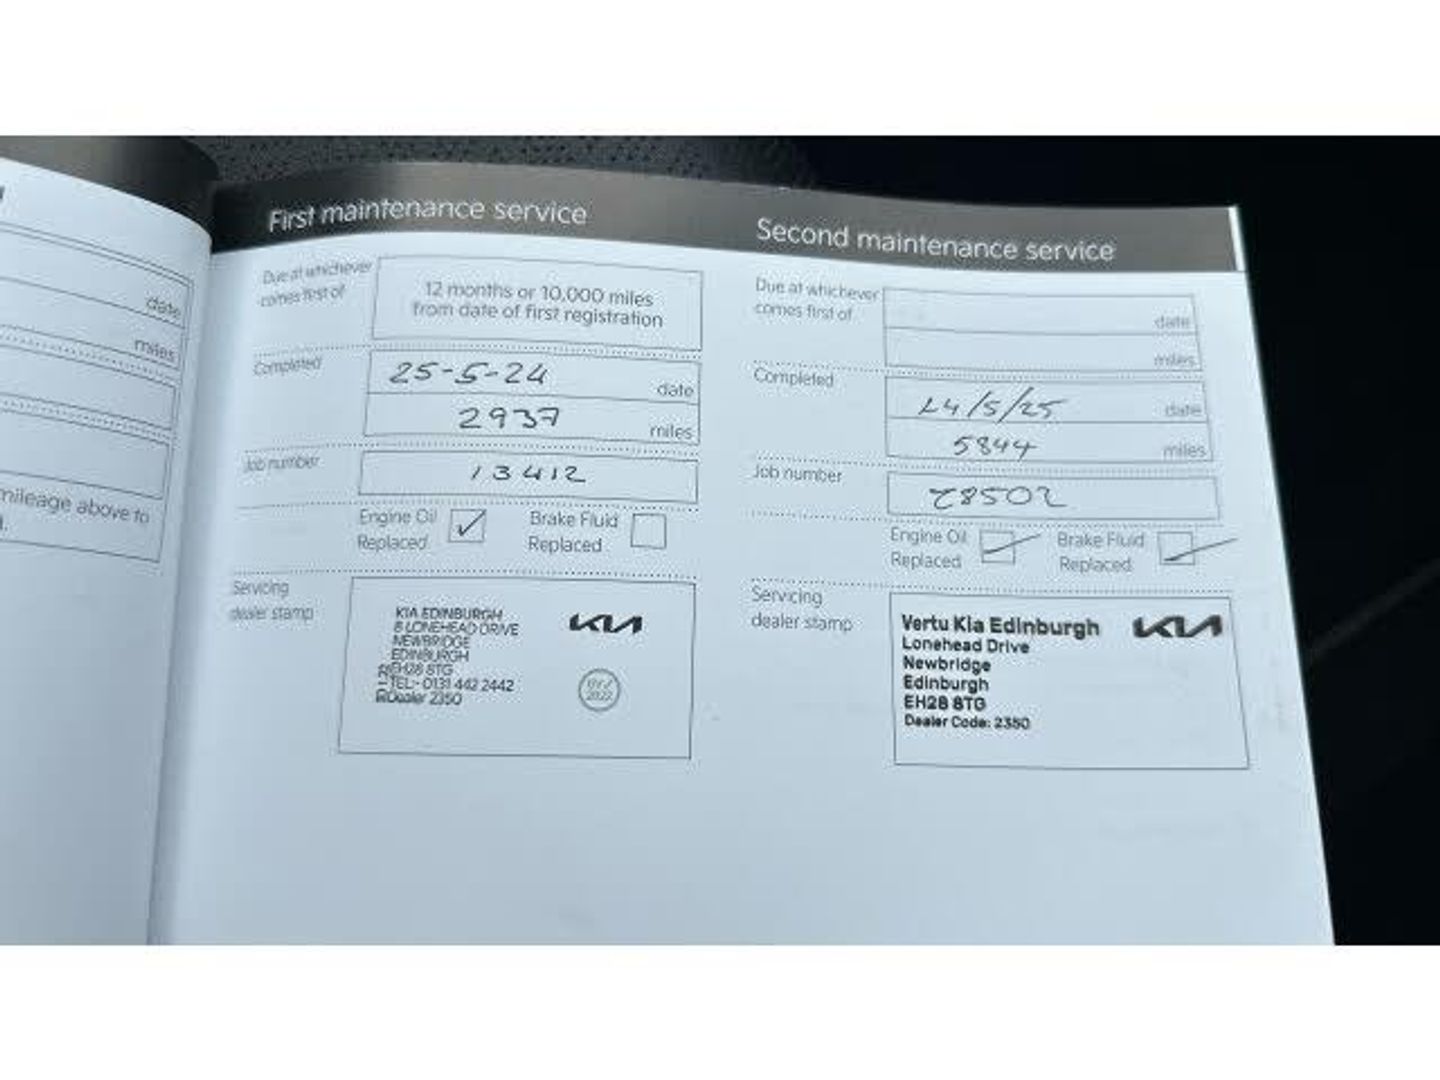 First maintenance service
Due at whichever
comes first of
12 months or 10,000 miles
from date of first registration
Completed
25-5-24
date
2937
miles
Job number
13412
Engine Oil
Replaced
✓
Brake Fluid
Replaced
Servicing
dealer stamp
KIA EDINBURGH
8 LONEHEAD DRIVE
NEWBRIDGE
EDINBURGH
EH28 8TG
TEL:- 0131 442 2442
Dealer 2350
KIA
2022
Second maintenance service
Due at whichever
comes first of
date
miles
Completed
24/5/25
date
5844
miles
Job number
28502
Engine Oil
Replaced
Brake Fluid
Replaced
Servicing
dealer stamp
Vertu Kia Edinburgh
Lonehead Drive
Newbridge
Edinburgh
EH28 8TG
Dealer Code: 2350
KIA
date
miles
mileage above to